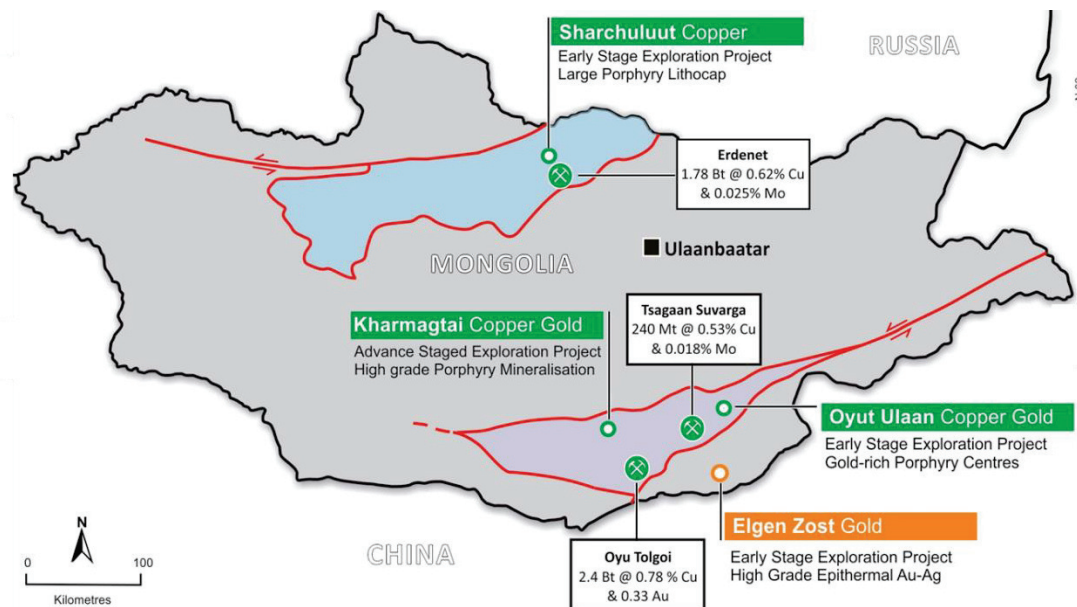 Sharchuluut Copper
Early Stage Exploration Project
Large Porphyry Lithocap
RUSSIA
Erdenet
1.78 Bt @ 0.62% Cu
& 0.025% Mo
MONGOLIA
Ulaanbaatar
Tsagaan Suvarga
240 Mt @ 0.53% Cu
& 0.018% Mo
Kharmagtai Copper Gold
Advance Staged Exploration Project
High grade Porphyry Mineralisation
Oyut Ulaan Copper Gold
Early Stage Exploration Project
Gold-rich Porphyry Centres
Elgen Zost Gold
Early Stage Exploration Project
High Grade Epithermal Au-Ag
Oyu Tolgoi
2.4 Bt @ 0.78 % Cu
& 0.33 Au
CHINA
N
0 100
Kilometres